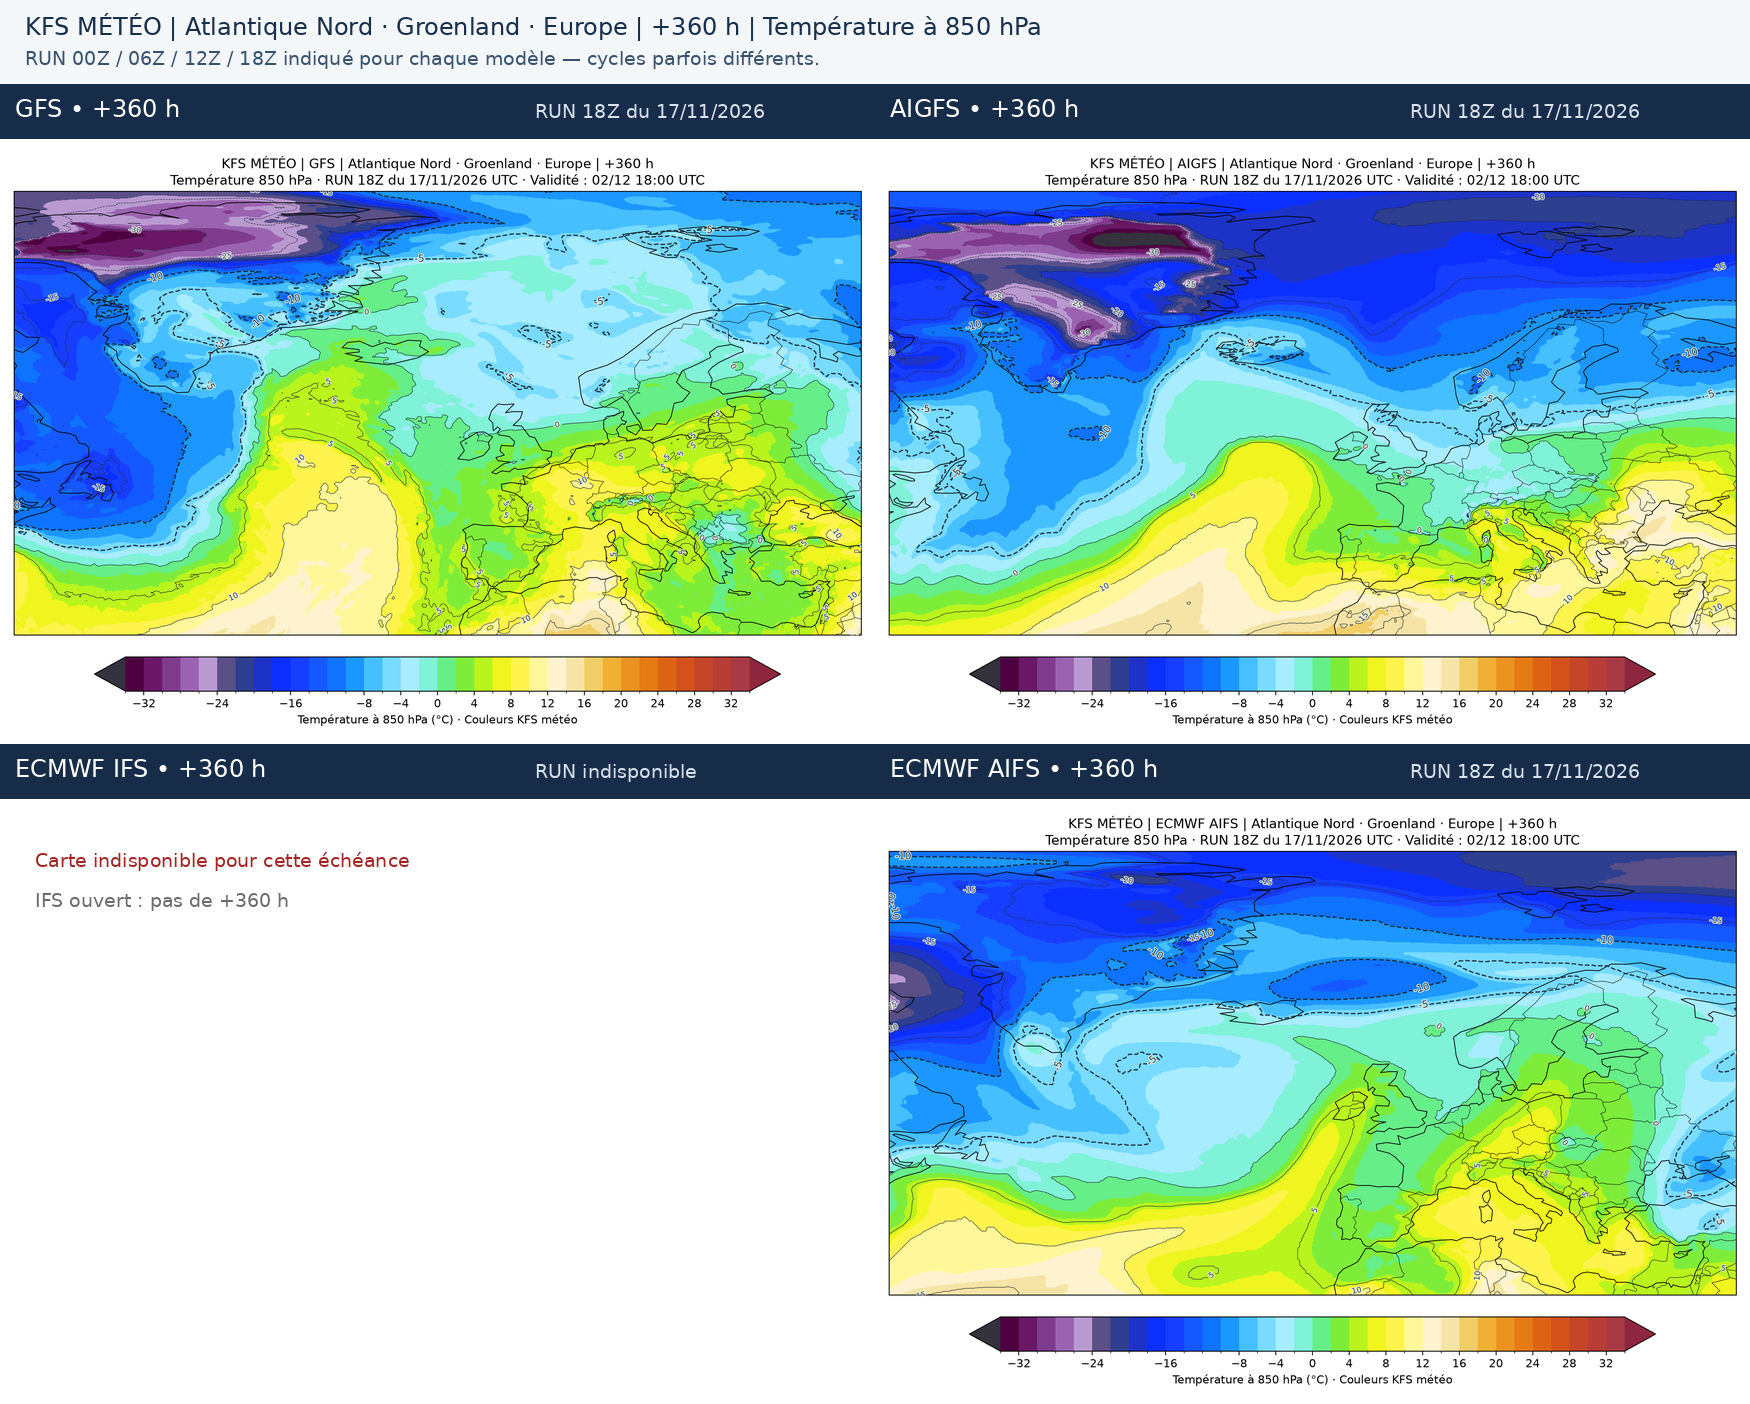 KFS MÉTÉO | Atlantique Nord · Groenland · Europe | +360 h | Température à 850 hPa
RUN 00Z / 06Z / 12Z / 18Z indiqué pour chaque modèle — cycles parfois différents.
GFS • +360 h
RUN 18Z du 17/11/2026
KFS MÉTÉO | GFS | Atlantique Nord · Groenland · Europe | +360 h
Température 850 hPa · RUN 18Z du 17/11/2026 UTC · Validité : 02/12 18:00 UTC
−32 −24 −16 −8 −4 0 4 8 12 16 20 24 28 32
Température à 850 hPa (°C) · Couleurs KFS météo
AIGFS • +360 h
RUN 18Z du 17/11/2026
KFS MÉTÉO | AIGFS | Atlantique Nord · Groenland · Europe | +360 h
Température 850 hPa · RUN 18Z du 17/11/2026 UTC · Validité : 02/12 18:00 UTC
−32 −24 −16 −8 −4 0 4 8 12 16 20 24 28 32
Température à 850 hPa (°C) · Couleurs KFS météo
ECMWF IFS • +360 h
RUN indisponible
Carte indisponible pour cette échéance
IFS ouvert : pas de +360 h
ECMWF AIFS • +360 h
RUN 18Z du 17/11/2026
KFS MÉTÉO | ECMWF AIFS | Atlantique Nord · Groenland · Europe | +360 h
Température 850 hPa · RUN 18Z du 17/11/2026 UTC · Validité : 02/12 18:00 UTC
−32 −24 −16 −8 −4 0 4 8 12 16 20 24 28 32
Température à 850 hPa (°C) · Couleurs KFS météo